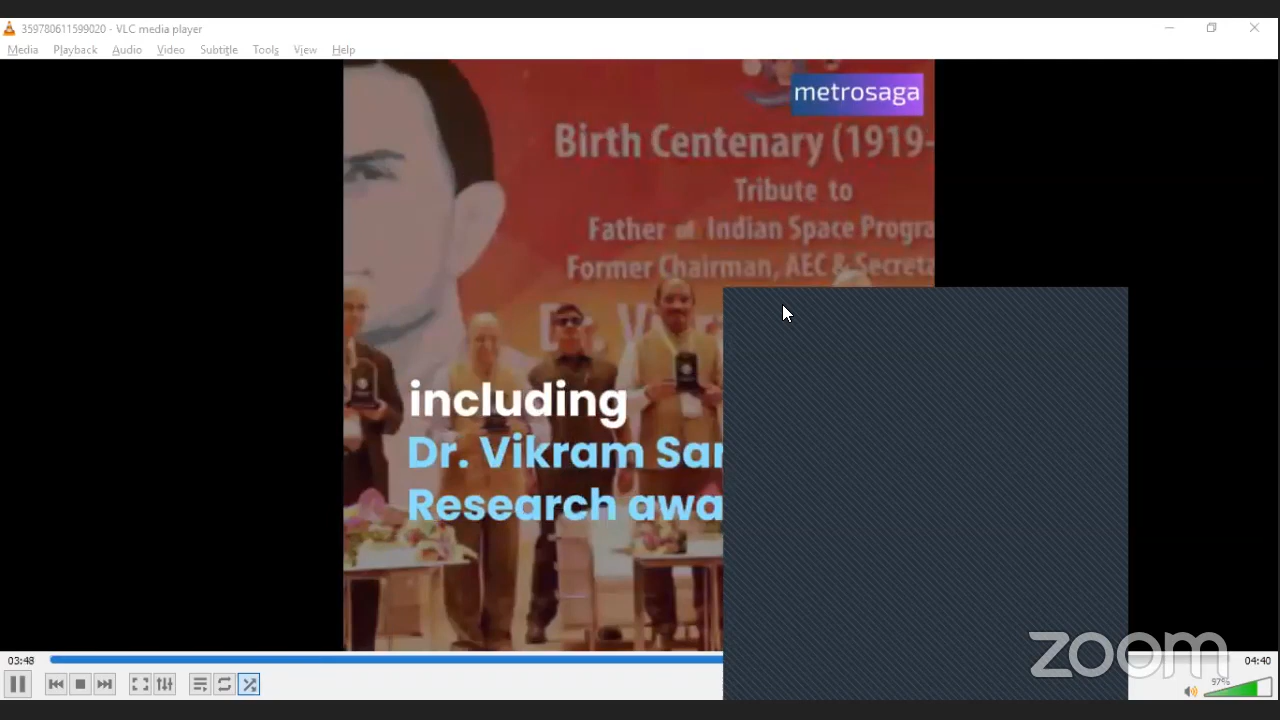 359780611599020 - VLC media player
Media Playback Audio Video Subtitle Tools View Help
metrosaga
Birth Centenary (1919-
Tribute to
Father of Indian Space Progra
Former Chairman, AEC & Secreta
Dr. V
including
Dr. Vikram Sar
Research awa
zoom
03:48
04:40
97%